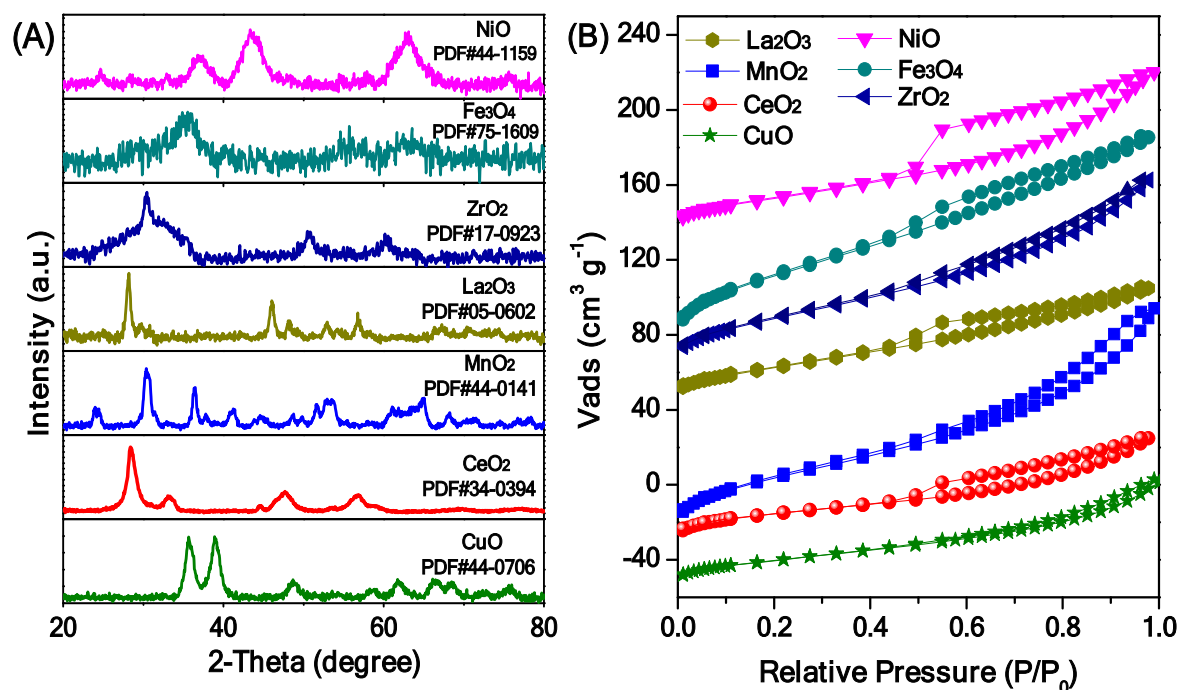 (A)
NiO
PDF#44-1159
Fe3O4
PDF#75-1609
ZrO2
PDF#17-0923
La2O3
PDF#05-0602
MnO2
PDF#44-0141
CeO2
PDF#34-0394
CuO
PDF#44-0706
Intensity (a.u.)
20 40 60 80
2-Theta (degree)
(B)
La2O3 NiO
MnO2 Fe3O4
CeO2 ZrO2
CuO
240
200
160
120
80
40
0
-40
Vads (cm3 g-1)
0.0 0.2 0.4 0.6 0.8 1.0
Relative Pressure (P/P0)